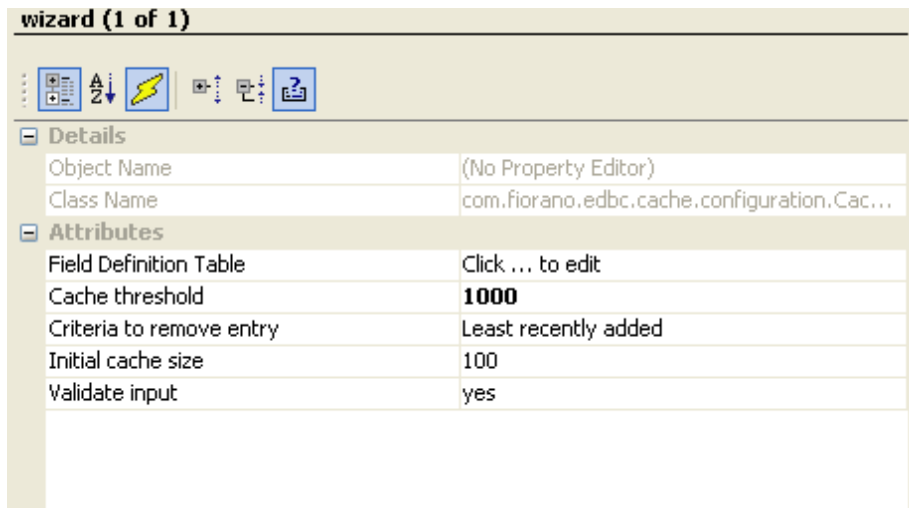 wizard (1 of 1)
Details
Object Name (No Property Editor)
Class Name com.fiorano.edbc.cache.configuration.Cac...
Attributes
Field Definition Table Click ... to edit
Cache threshold 1000
Criteria to remove entry Least recently added
Initial cache size 100
Validate input yes